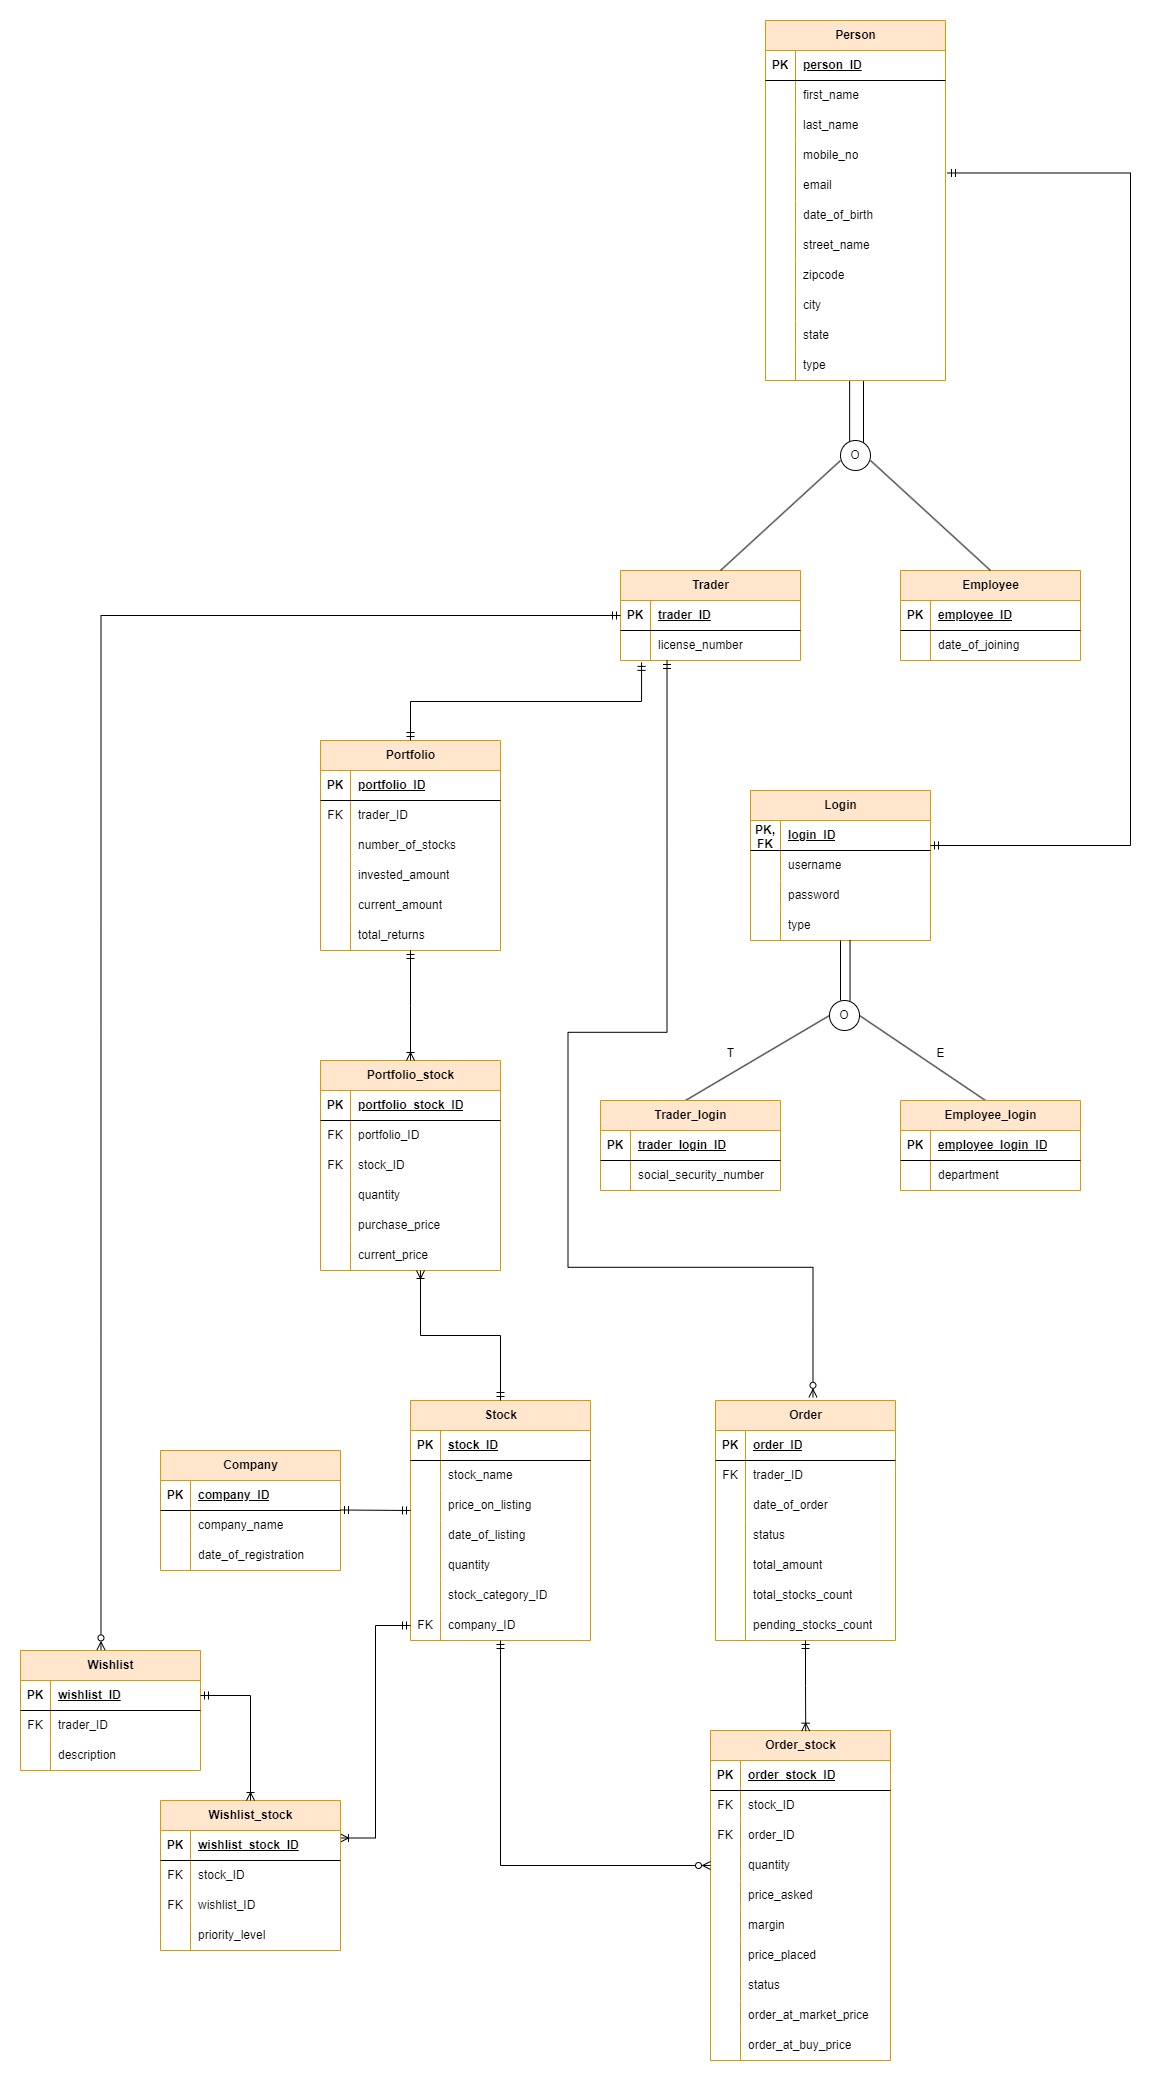 Person
PK person_ID
first_name
last_name
mobile_no
email
date_of_birth
street_name
zipcode
city
state
type
O
Trader
PK trader_ID
license_number
Employee
PK employee_ID
date_of_joining
Portfolio
PK portfolio_ID
FK trader_ID
number_of_stocks
invested_amount
current_amount
total_returns
Login
PK,
FK login_ID
username
password
type
O
T
E
Portfolio_stock
PK portfolio_stock_ID
FK portfolio_ID
FK stock_ID
quantity
purchase_price
current_price
Trader_login
PK trader_login_ID
social_security_number
Employee_login
PK employee_login_ID
department
Stock
PK stock_ID
stock_name
price_on_listing
date_of_listing
quantity
stock_category_ID
FK company_ID
Order
PK order_ID
FK trader_ID
date_of_order
status
total_amount
total_stocks_count
pending_stocks_count
Company
PK company_ID
company_name
date_of_registration
Wishlist
PK wishlist_ID
FK trader_ID
description
Wishlist_stock
PK wishlist_stock_ID
FK stock_ID
FK wishlist_ID
priority_level
Order_stock
PK order_stock_ID
FK stock_ID
FK order_ID
quantity
price_asked
margin
price_placed
status
order_at_market_price
order_at_buy_price